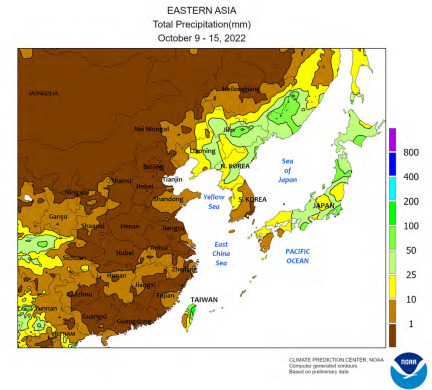 EASTERN ASIA
Total Precipitation(mm)
October 9 - 15, 2022
Heilongjiang
MONGOLIA
Nei Mongol
Jilin
Liaoning
Beijing
N. KOREA
Sea
of
Japan
Tianjin
Shanxi
Hebei
Ningxia
Shandong
Yellow
Sea
S. KOREA
JAPAN
Gansu
Shaanxi
Henan
Jiangsu
East
China
Sea
PACIFIC
OCEAN
Anhui
Hubei
Sichuan
Zhejiang
Hunan
Jiangxi
Guizhou
Fujian
TAIWAN
Yunnan
Guangxi
Guangdong
VIETNAM
800
400
200
100
50
25
10
1
CLIMATE PREDICTION CENTER, NOAA
Computer generated contours
Based on preliminary data
NOAA